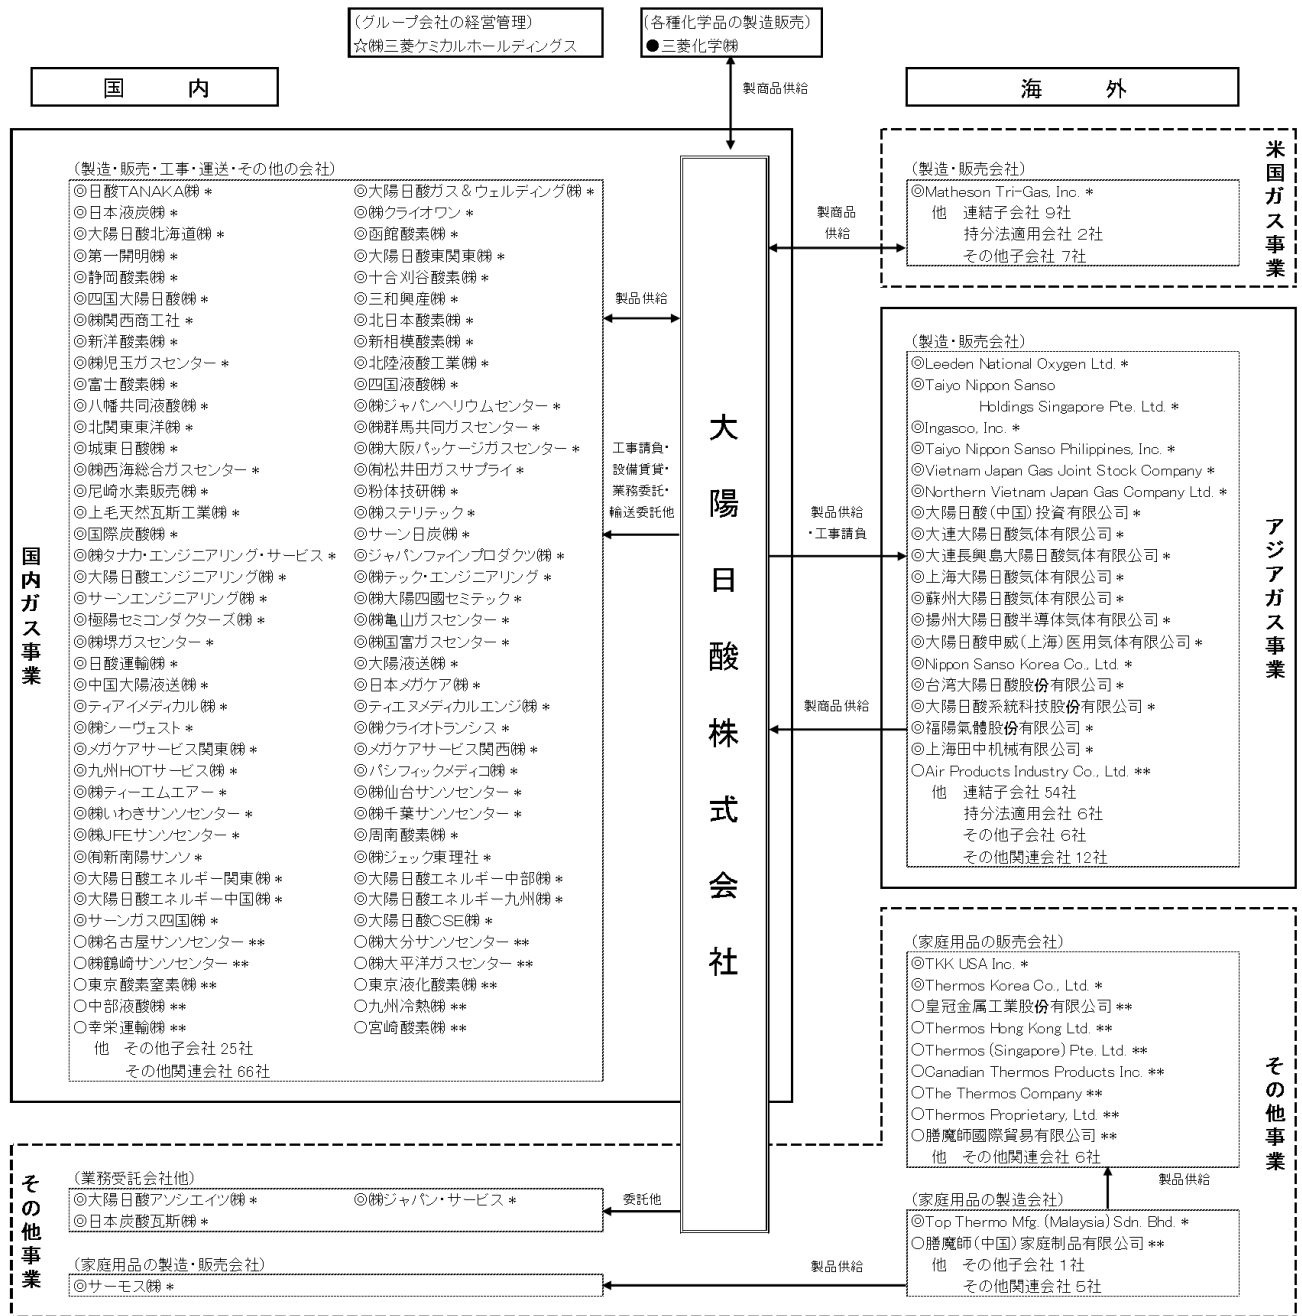 (グループ会社の経営管理)
☆㈱三菱ケミカルホールディングス
(各種化学品の製造販売)
●三菱化学㈱
国　内
製商品供給
海　外
国内ガス事業
(製造・販売・工事・運送・その他の会社)
◎日酸TANAKA㈱ *　◎大陽日酸ガス＆ウェルディング㈱ *
◎日本液炭㈱ *　◎㈱クライオワン *
◎大陽日酸北海道㈱ *　◎函館酸素㈱ *
◎第一開明㈱ *　◎大陽日酸東関東㈱ *
◎静岡酸素㈱ *　◎十合刈谷酸素㈱ *
◎四国大陽日酸㈱ *　◎三和興産㈱ *
◎㈱関西商工社 *　◎北日本酸素㈱ *
◎新洋酸素㈱ *　◎新相模酸素㈱ *
◎㈱児玉ガスセンター *　◎北陸液酸工業㈱ *
◎富士酸素㈱ *　◎四国液酸㈱ *
◎八幡共同液酸㈱ *　◎㈱ジャパンヘリウムセンター *
◎北関東東洋㈱ *　◎㈱群馬共同ガスセンター *
◎城東日酸㈱ *　◎㈱大阪パッケージガスセンター *
◎㈱西海総合ガスセンター *　◎㈲松井田ガスサプライ *
◎尼崎水素販売㈱ *　◎粉体技研㈱ *
◎上毛天然瓦斯工業㈱ *　◎㈱ステリテック *
◎国際炭酸㈱ *　◎サーン日炭㈱ *
◎㈱タナカ・エンジニアリング・サービス *　◎ジャパンファインプロダクツ㈱ *
◎大陽日酸エンジニアリング㈱ *　◎㈱テック・エンジニアリング *
◎サーンエンジニアリング㈱ *　◎㈱大陽四國セミテック *
◎極陽セミコンダクターズ㈱ *　◎㈱亀山ガスセンター *
◎㈱堺ガスセンター *　◎㈱国富ガスセンター *
◎日酸運輸㈱ *　◎大陽液送㈱ *
◎中国大陽液送㈱ *　◎日本メガケア㈱ *
◎ティアイメディカル㈱ *　◎ティエヌメディカルエンジ㈱ *
◎㈱シーヴェスト *　◎㈱クライオトランシス *
◎メガケアサービス関東㈱ *　◎メガケアサービス関西㈱ *
◎九州HOTサービス㈱ *　◎パシフィックメディコ㈱ *
◎㈱ティーエムエアー *　◎㈱仙台サンソセンター *
◎㈱いわきサンソセンター *　◎㈱千葉サンソセンター *
◎㈱JFEサンソセンター *　◎周南酸素㈱ *
◎㈲新南陽サンソ *　◎㈱ジェック東理社 *
◎大陽日酸エネルギー関東㈱ *　◎大陽日酸エネルギー中部㈱ *
◎大陽日酸エネルギー中国㈱ *　◎大陽日酸エネルギー九州㈱ *
◎サーンガス四国㈱ *　◎大陽日酸CSE㈱ *
○㈱名古屋サンソセンター **　○㈱大分サンソセンター **
○㈱鶴崎サンソセンター **　○㈱大平洋ガスセンター **
○東京酸素窒素㈱ **　○東京液化酸素㈱ **
○中部液酸㈱ **　○九州冷熱㈱ **
○幸栄運輸㈱ **　○宮崎酸素㈱ **
他　その他子会社 25社
その他関連会社 66社
製品供給
工事請負・
設備賃貸・
業務委託・
輸送委託他
大陽日酸株式会社
製商品
供給
米国ガス事業
(製造・販売会社)
◎Matheson Tri-Gas, Inc. *
他　連結子会社 9社
持分法適用会社 2社
その他子会社 7社
製品供給
・工事請負
製商品供給
アジアガス事業
(製造・販売会社)
◎Leeden National Oxygen Ltd. *
◎Taiyo Nippon Sanso
Holdings Singapore Pte. Ltd. *
◎Ingasco, Inc. *
◎Taiyo Nippon Sanso Philippines, Inc. *
◎Vietnam Japan Gas Joint Stock Company *
◎Northern Vietnam Japan Gas Company Ltd. *
◎大陽日酸(中国)投資有限公司 *
◎大連大陽日酸気体有限公司 *
◎大連長興島大陽日酸気体有限公司 *
◎上海大陽日酸気体有限公司 *
◎蘇州大陽日酸気体有限公司 *
◎揚州大陽日酸半導体気体有限公司 *
◎大陽日酸申威(上海)医用気体有限公司 *
◎Nippon Sanso Korea Co., Ltd. *
◎台湾大陽日酸股份有限公司 *
◎大陽日酸系統科技股份有限公司 *
◎福陽氣體股份有限公司 *
◎上海田中机械有限公司 *
○Air Products Industry Co., Ltd. **
他　連結子会社 54社
持分法適用会社 6社
その他子会社 6社
その他関連会社 12社
その他事業
(家庭用品の販売会社)
◎TKK USA Inc. *
◎Thermos Korea Co., Ltd. *
○皇冠金属工業股份有限公司 **
○Thermos Hong Kong Ltd. **
○Thermos (Singapore) Pte. Ltd. **
○Canadian Thermos Products Inc. **
○The Thermos Company **
○Thermos Proprietary, Ltd. **
○膳魔師國際貿易有限公司 **
他　その他関連会社 6社
製品供給
(家庭用品の製造会社)
◎Top Thermo Mfg. (Malaysia) Sdn. Bhd. *
○膳魔師(中国)家庭制品有限公司 **
他　その他子会社 1社
その他関連会社 5社
その他事業
(業務受託会社他)
◎大陽日酸アソシエイツ㈱ *　◎㈱ジャパン・サービス *
◎日本炭酸瓦斯㈱ *
委託他
(家庭用品の製造・販売会社)
◎サーモス㈱ *
製品供給